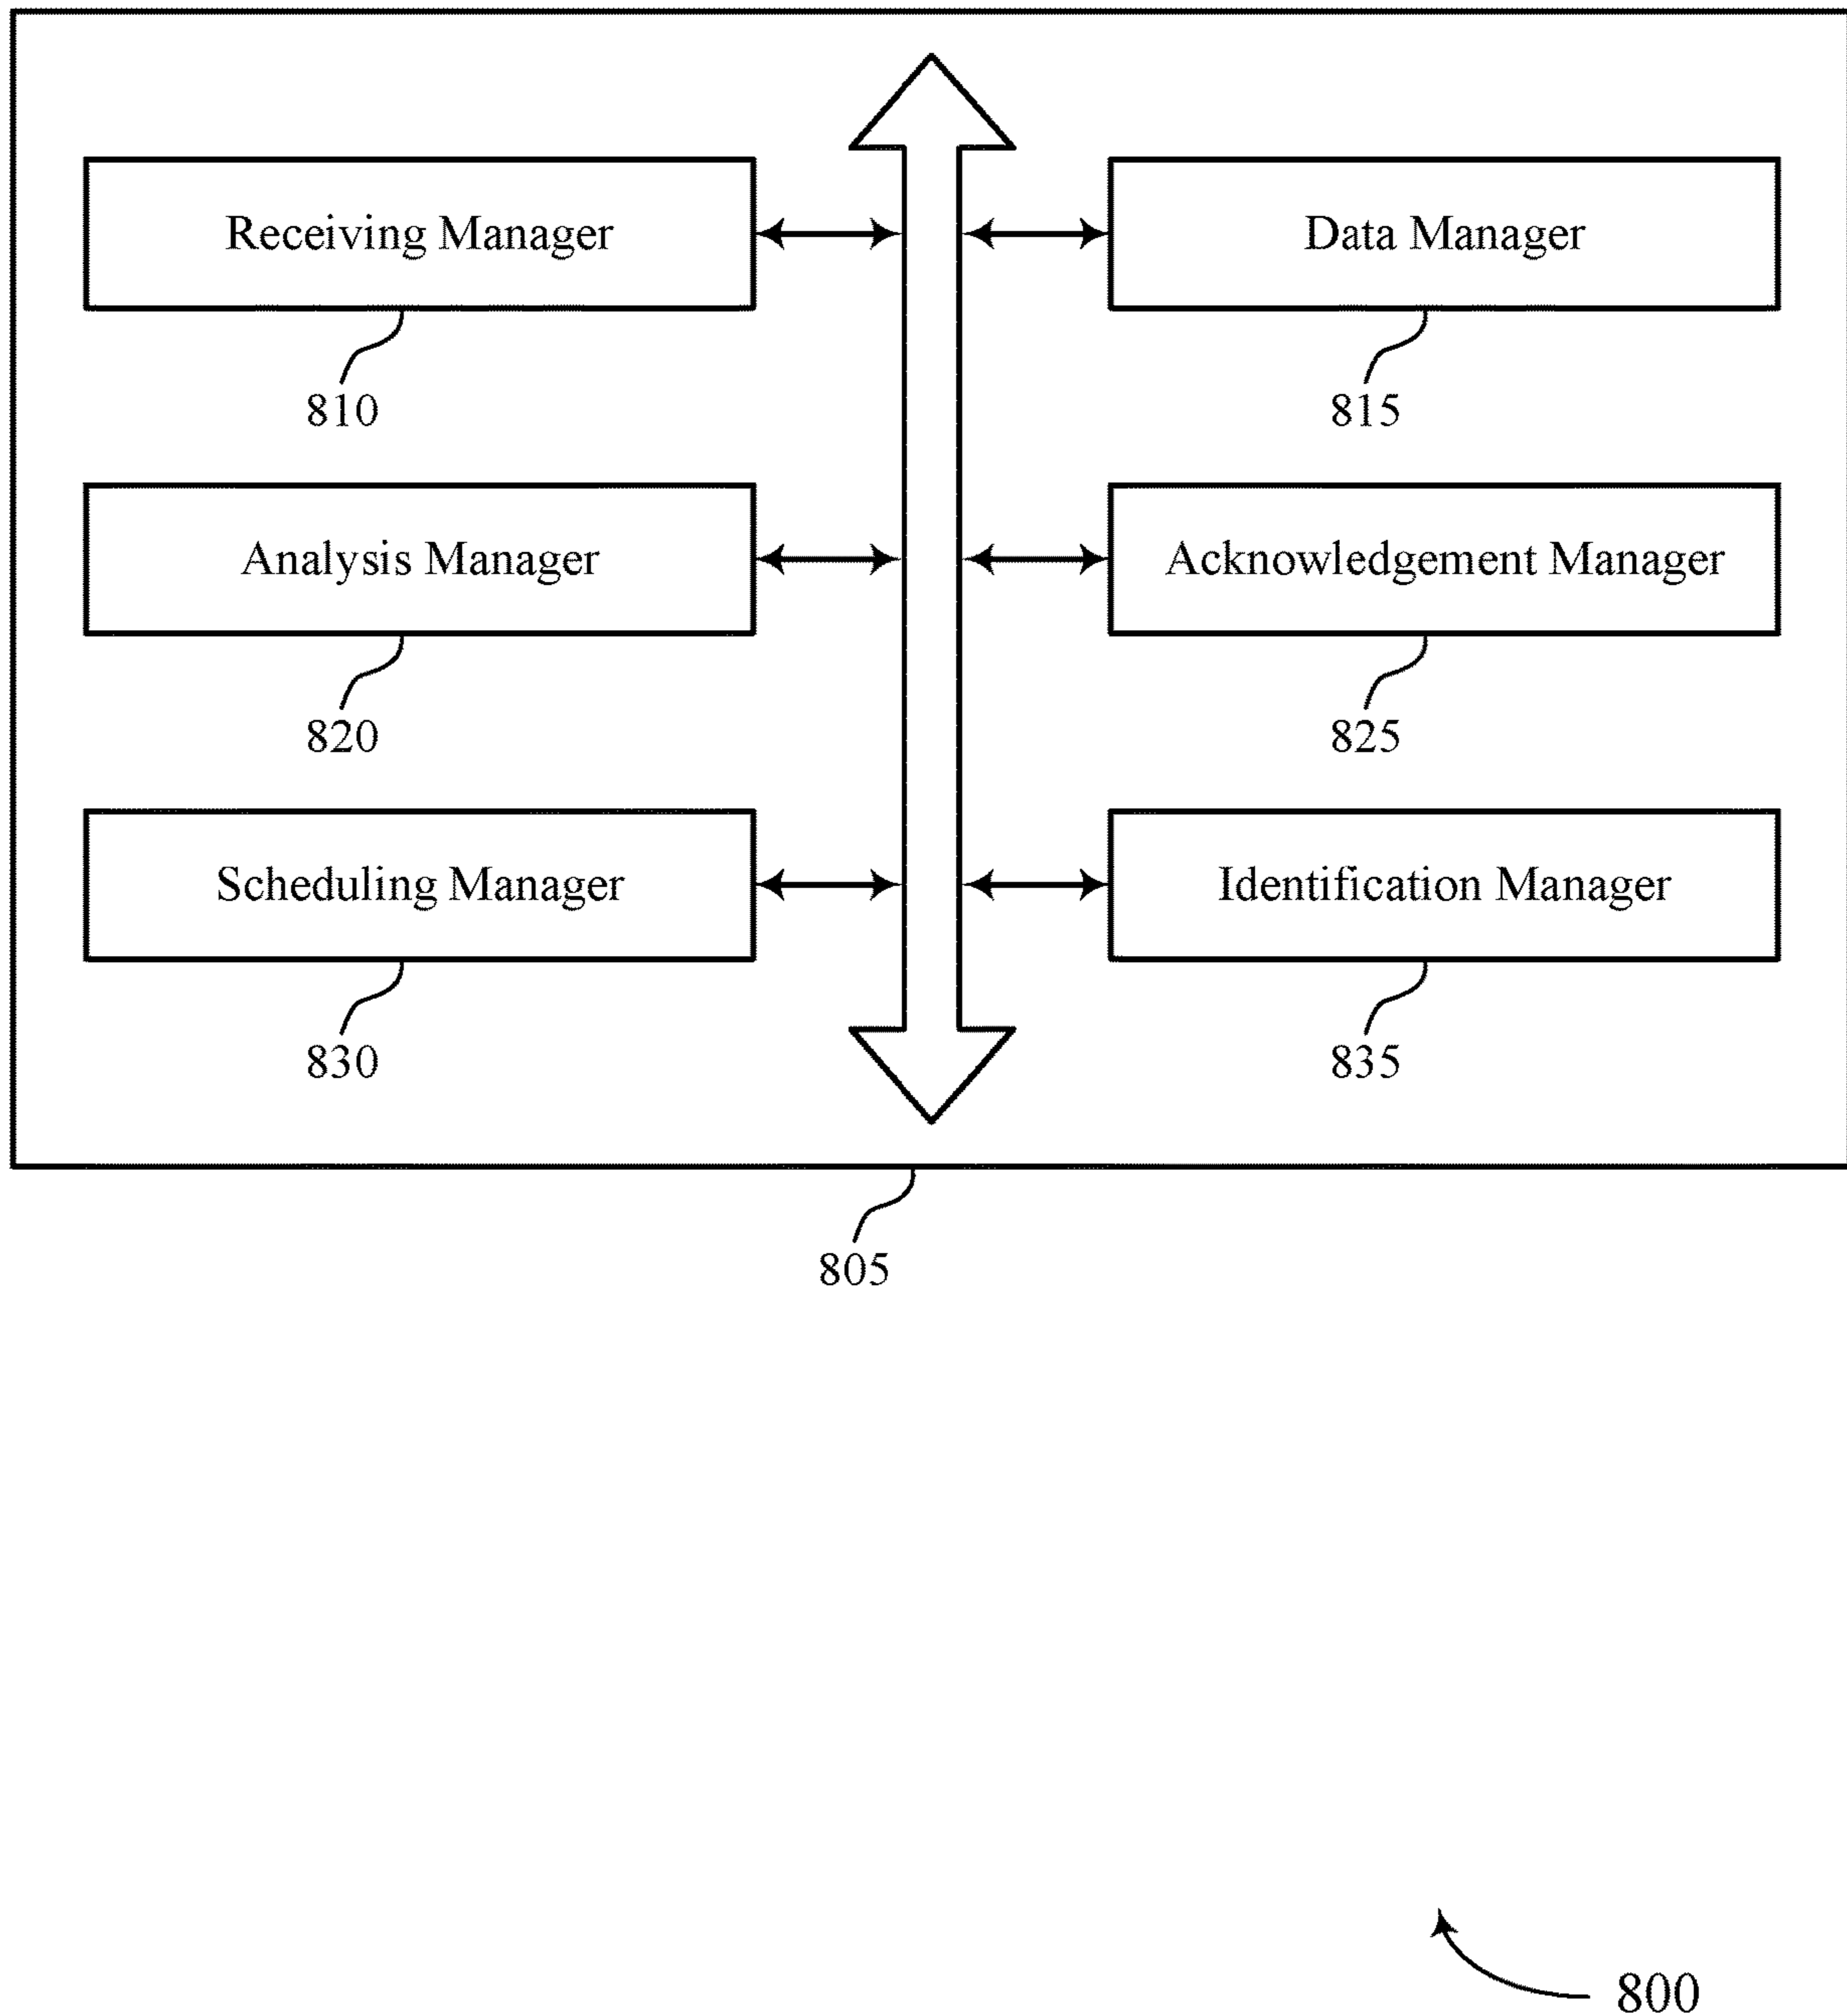 Receiving Manager
Data Manager
810
815
Analysis Manager
Acknowledgement Manager
820
825
Scheduling Manager
Identification Manager
830
835
805
800